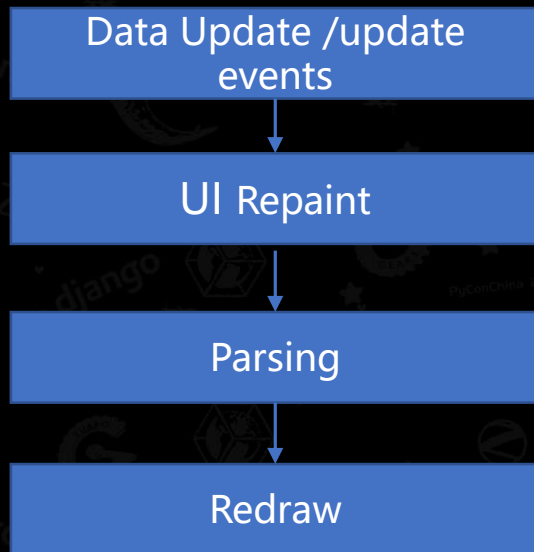 Data Update /update
events
UI Repaint
django
PyConChina
Parsing
Redraw